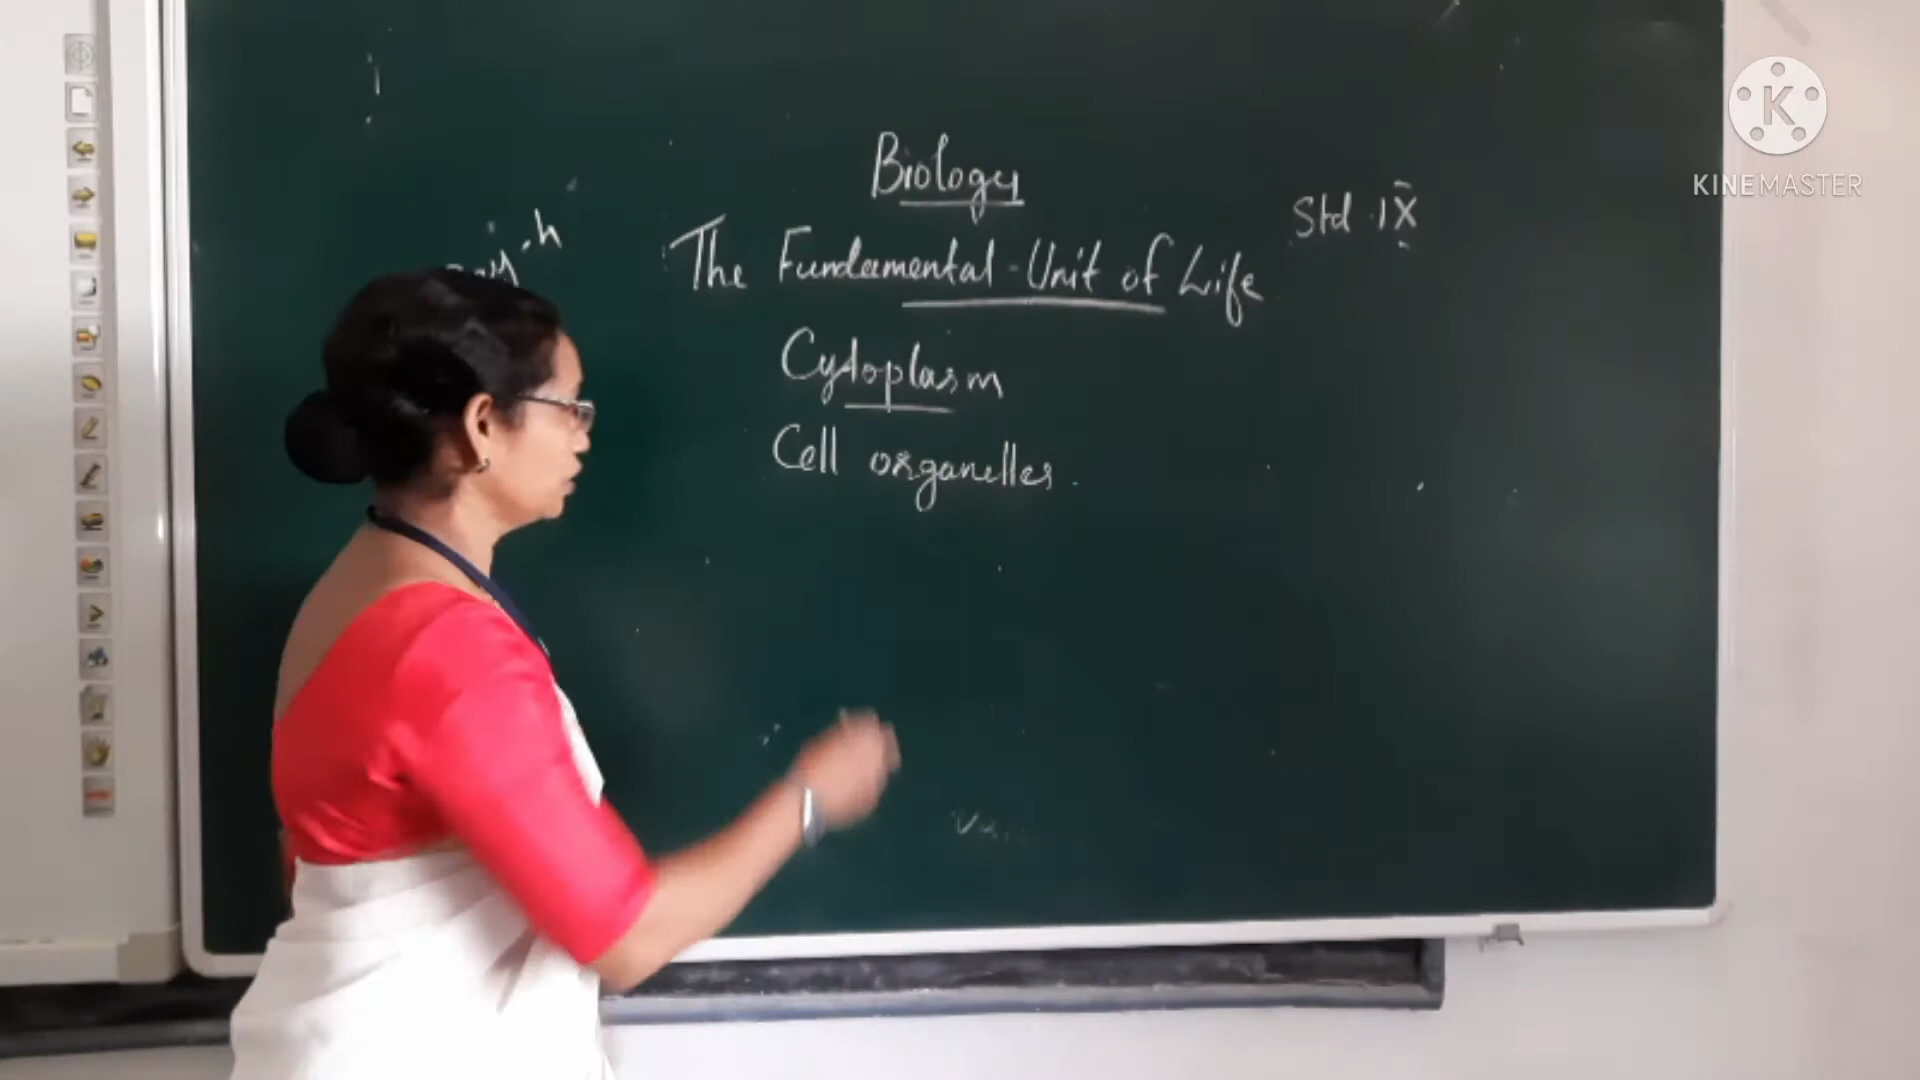 Biology
Std IX
The Fundamental Unit of Life
Cytoplasm
Cell organelles.
KINEMASTER